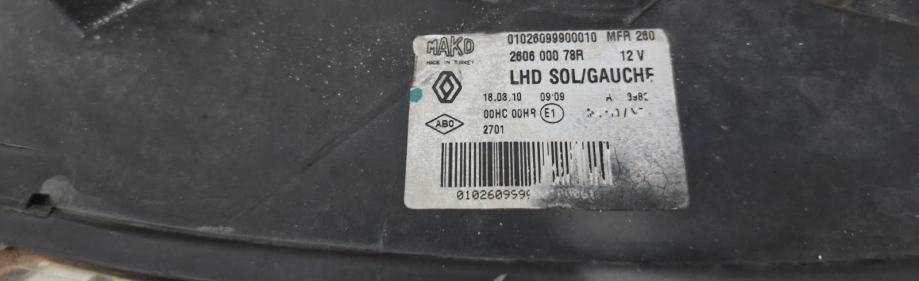 MAKO 01026099900010 MFR 260
MADE IN TURKEY 2606 000 78R 12 V
LHD SOL/GAUCHE
18.03.10 09:09 A
00HC 00HR E1
ABO 2701